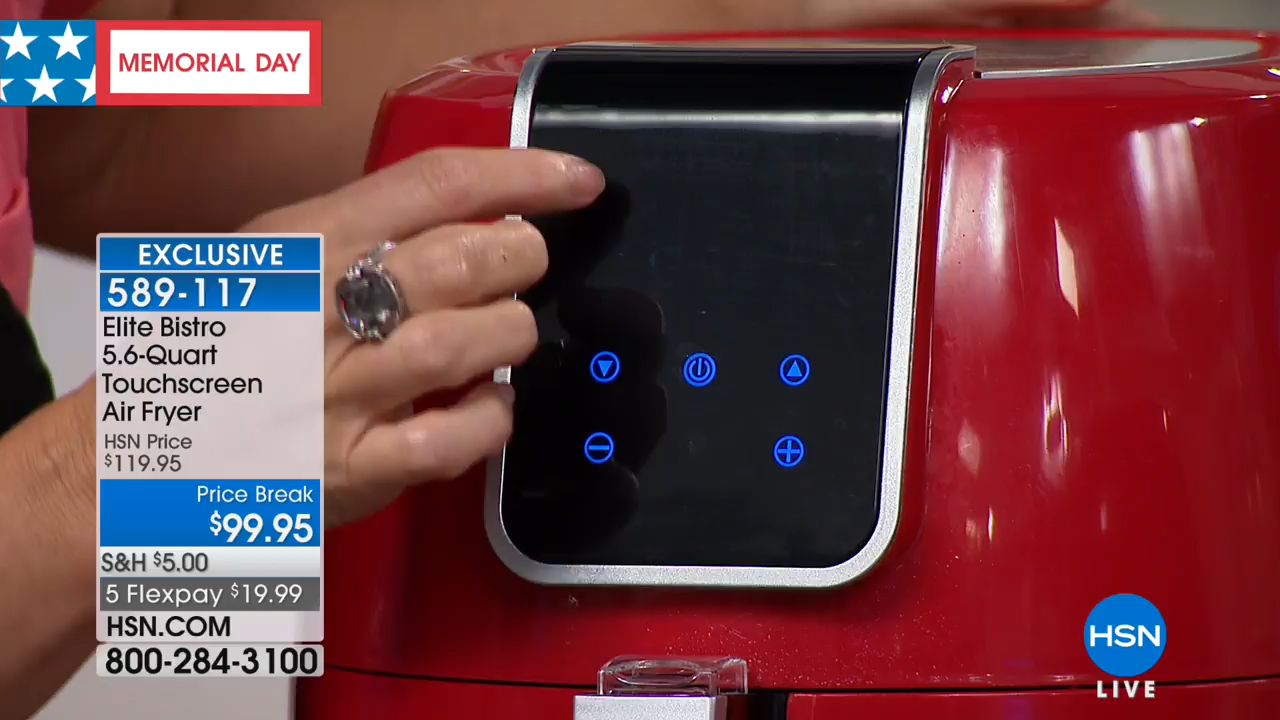 MEMORIAL DAY
EXCLUSIVE
589-117
Elite Bistro
5.6-Quart
Touchscreen
Air Fryer
HSN Price
$119.95
Price Break
$99.95
S&H $5.00
5 Flexpay $19.99
HSN.COM
800-284-3100
HSN
LIVE